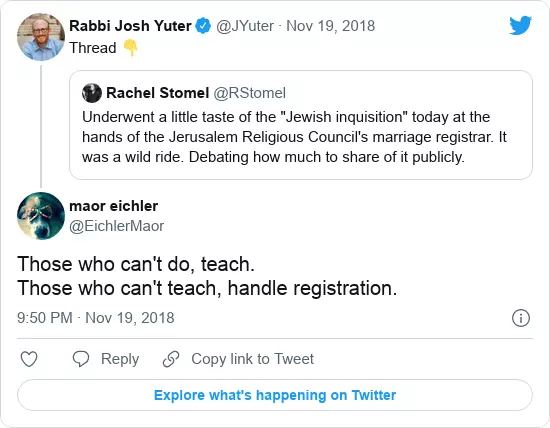 Rabbi Josh Yuter @JYuter · Nov 19, 2018
Thread 👇
Rachel Stomel @RStomel
Underwent a little taste of the "Jewish inquisition" today at the
hands of the Jerusalem Religious Council's marriage registrar. It
was a wild ride. Debating how much to share of it publicly.
maor eichler
@EichlerMaor
Those who can't do, teach.
Those who can't teach, handle registration.
9:50 PM · Nov 19, 2018
Reply Copy link to Tweet
Explore what's happening on Twitter